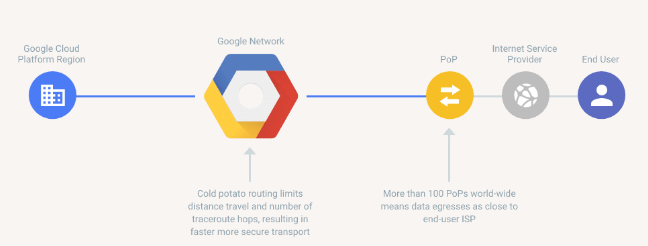 Google Cloud
Platform Region
Google Network
PoP
Internet Service
Provider
End User
Cold potato routing limits
distance travel and number of
traceroute hops, resulting in
faster more secure transport
More than 100 PoPs world-wide
means data egresses as close to
end-user ISP